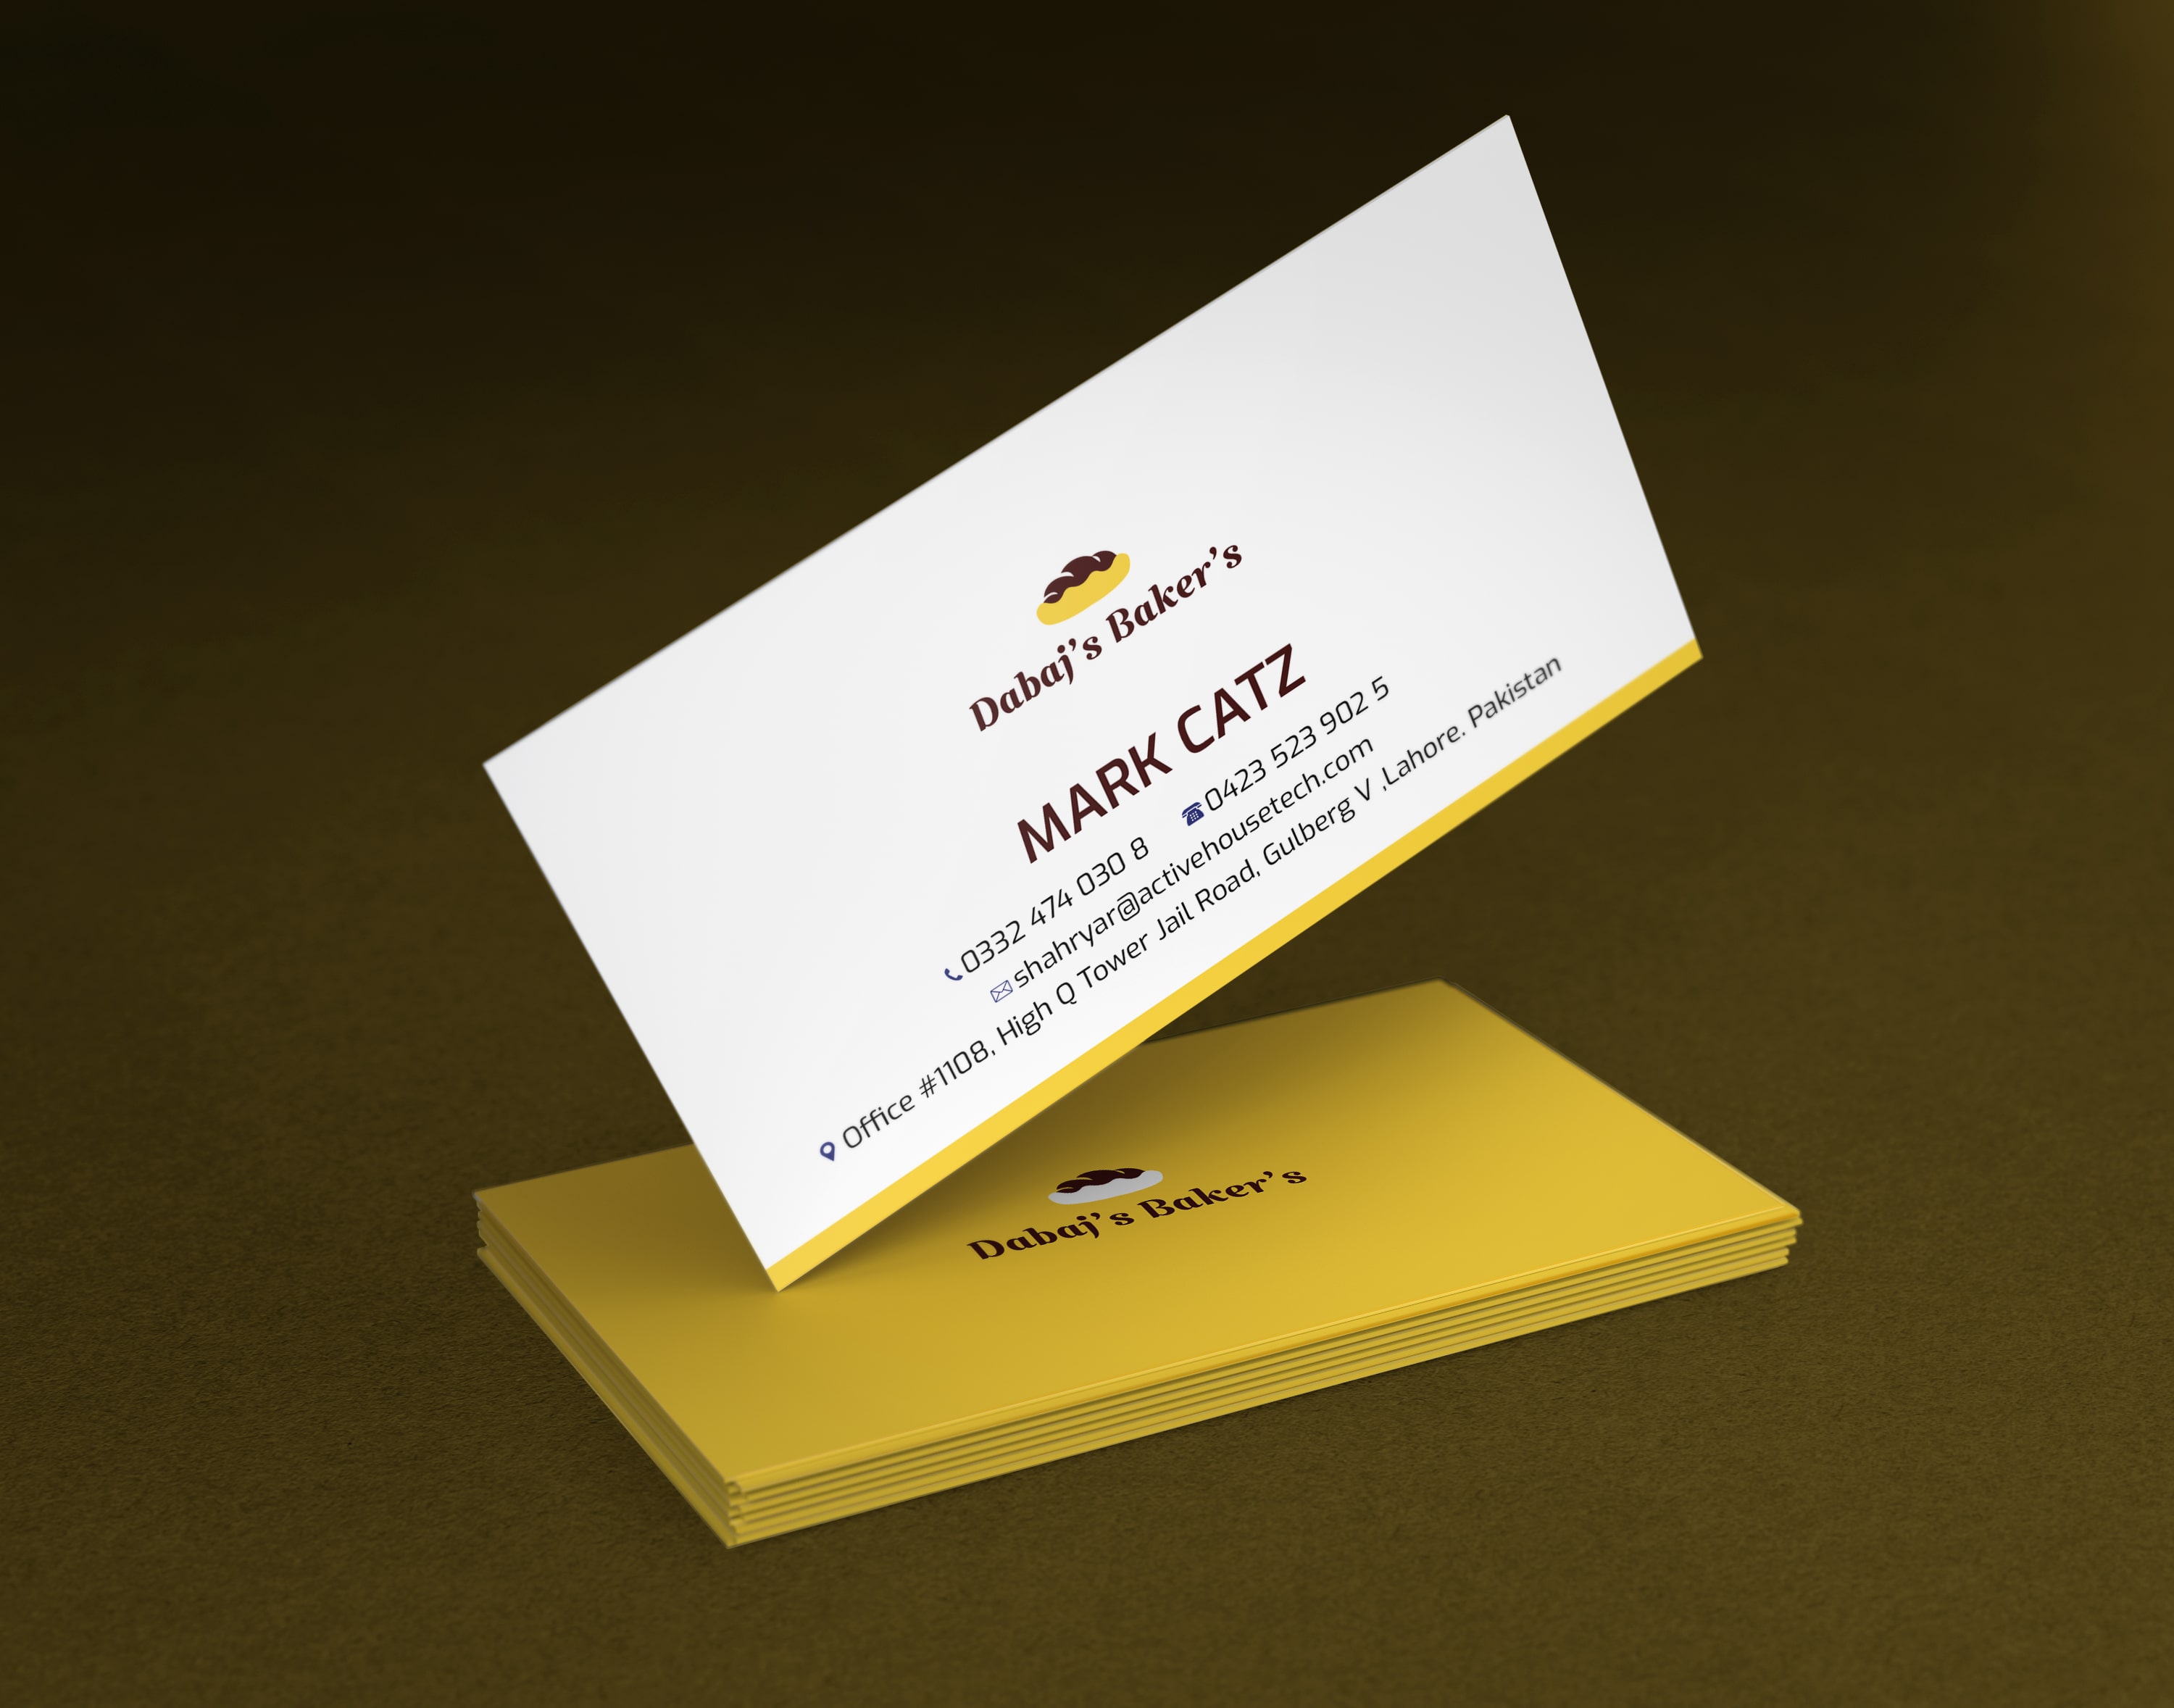 Dabaj's Baker's
MARK CATZ
0332 474 030 8 0423 523 902 5
shahryar@activehousetech.com
Office #1108, High Q Tower Jail Road, Gulberg V ,Lahore. Pakistan
Dabaj's Baker's